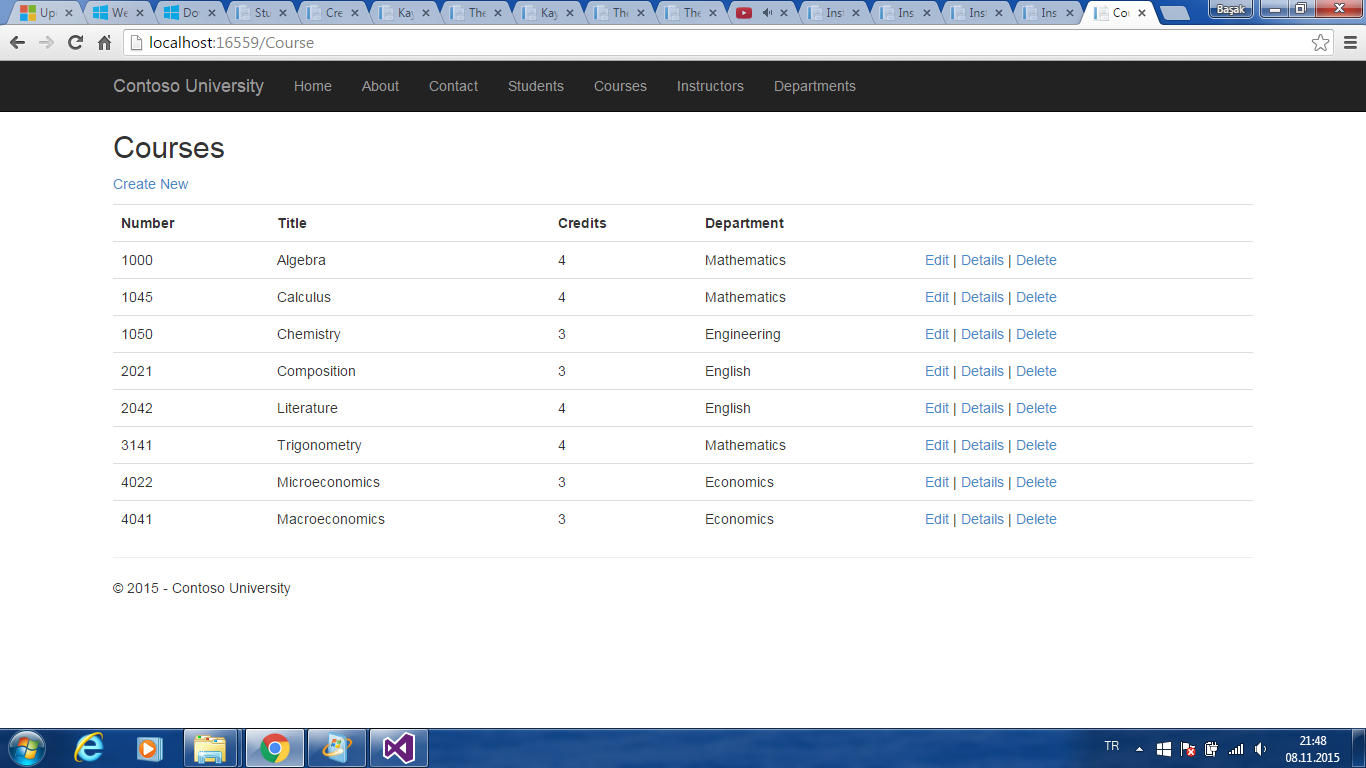 Up We Do Stu Cre Kay The Kay The The Inst Ins Inst Ins Cou Başak
localhost:16559/Course
Contoso University Home About Contact Students Courses Instructors Departments
Courses
Create New
Number Title Credits Department
1000 Algebra 4 Mathematics Edit | Details | Delete
1045 Calculus 4 Mathematics Edit | Details | Delete
1050 Chemistry 3 Engineering Edit | Details | Delete
2021 Composition 3 English Edit | Details | Delete
2042 Literature 4 English Edit | Details | Delete
3141 Trigonometry 4 Mathematics Edit | Details | Delete
4022 Microeconomics 3 Economics Edit | Details | Delete
4041 Macroeconomics 3 Economics Edit | Details | Delete
© 2015 - Contoso University
TR 21:48
08.11.2015